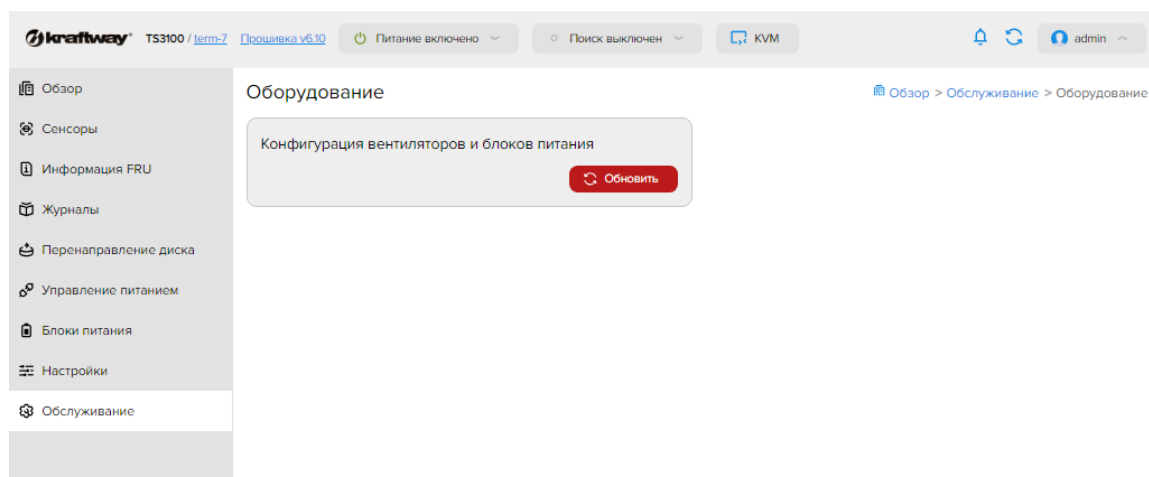 kraftway TS3100 / term-7 Прошивка v6.10 Питание включено Поиск выключен KVM admin
Обзор
Сенсоры
Информация FRU
Журналы
Перенаправление диска
Управление питанием
Блоки питания
Настройки
Обслуживание
Оборудование
Обзор > Обслуживание > Оборудование
Конфигурация вентиляторов и блоков питания
Обновить